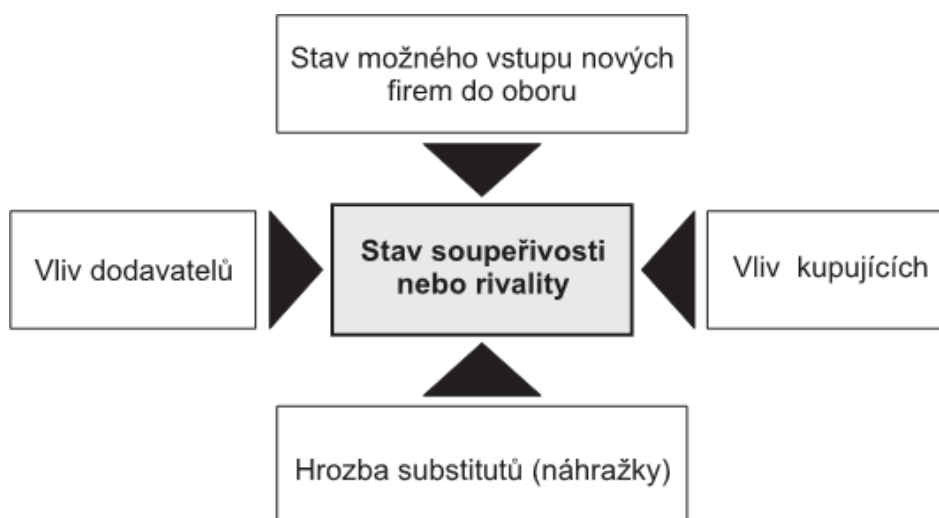 Stav možného vstupu nových
firem do oboru
Vliv dodavatelů
Stav soupeřivosti
nebo rivality
Vliv kupujících
Hrozba substitutů (náhražky)